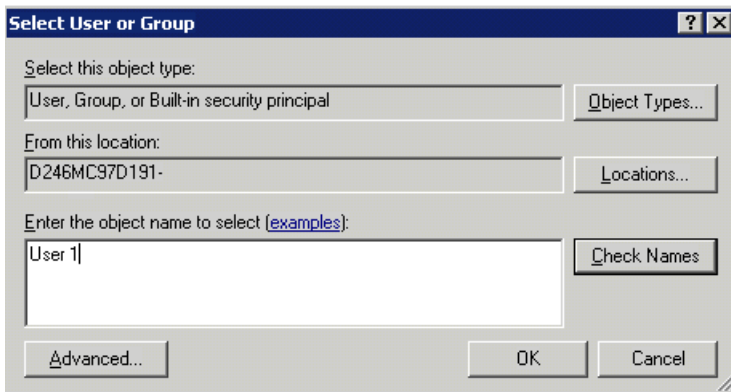 Select User or Group
Select this object type:
User, Group, or Built-in security principal
Object Types...
From this location:
D246MC97D191-
Locations...
Enter the object name to select (examples):
User 1
Check Names
Advanced...
OK
Cancel